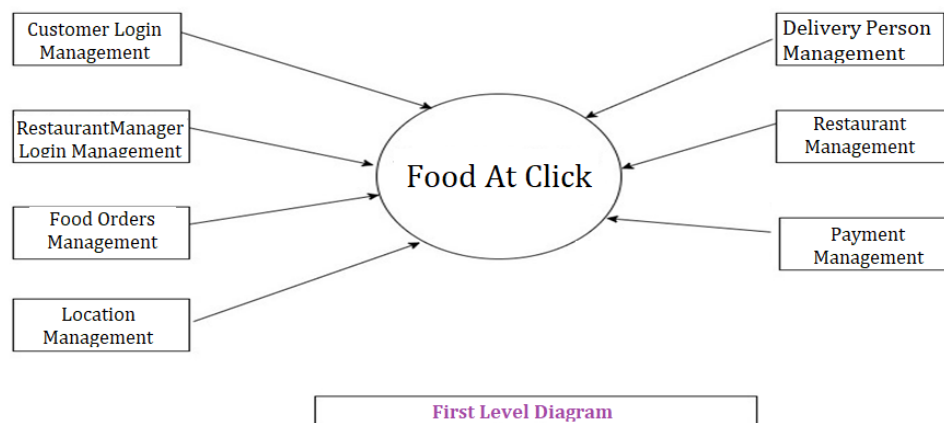 Customer Login
Management
RestaurantManager
Login Management
Food Orders
Management
Location
Management
Food At Click
Delivery Person
Management
Restaurant
Management
Payment
Management
First Level Diagram